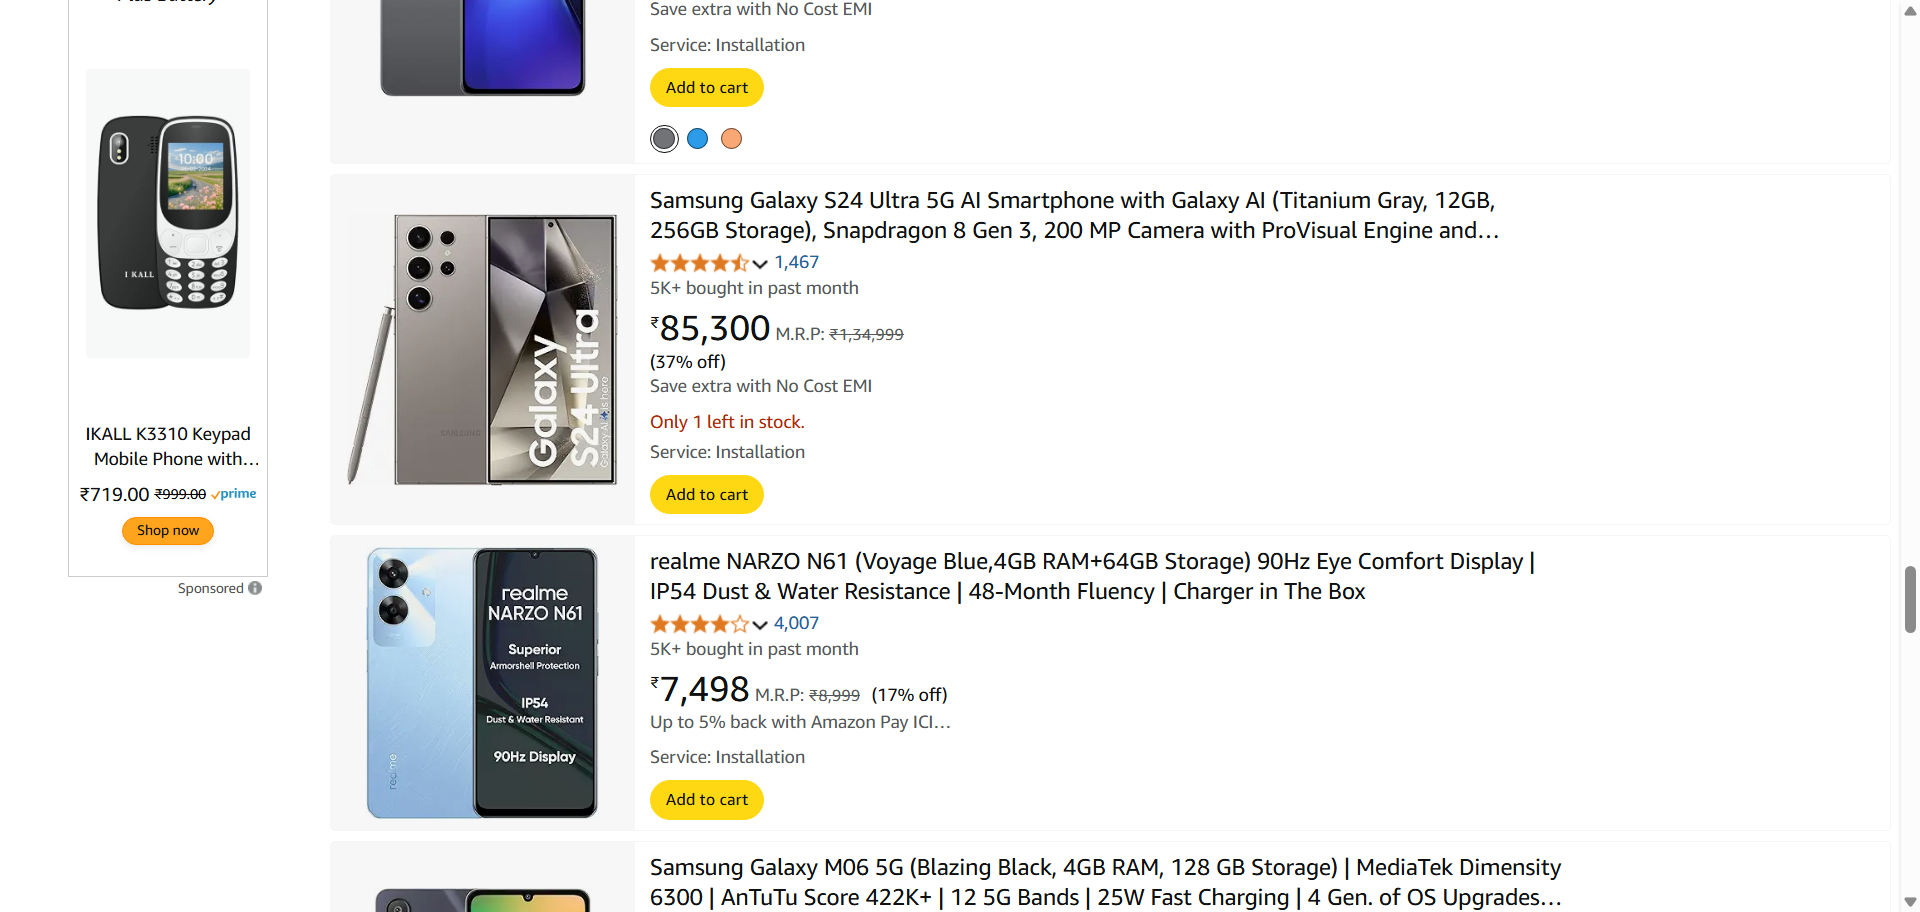 IKALL K3310 Keypad
Mobile Phone with...
₹719.00 ₹999.00 prime
Shop now
Sponsored
10:00
I KALL
Save extra with No Cost EMI
Service: Installation
Add to cart
Samsung Galaxy S24 Ultra 5G AI Smartphone with Galaxy AI (Titanium Gray, 12GB,
256GB Storage), Snapdragon 8 Gen 3, 200 MP Camera with ProVisual Engine and...
1,467
5K+ bought in past month
₹85,300 M.R.P: ₹1,34,999
(37% off)
Save extra with No Cost EMI
Only 1 left in stock.
Service: Installation
Add to cart
Galaxy
S24 Ultra
Galaxy AI is here
SAMSUNG
realme NARZO N61 (Voyage Blue,4GB RAM+64GB Storage) 90Hz Eye Comfort Display |
IP54 Dust & Water Resistance | 48-Month Fluency | Charger in The Box
4,007
5K+ bought in past month
₹7,498 M.R.P: ₹8,999 (17% off)
Up to 5% back with Amazon Pay ICI...
Service: Installation
Add to cart
realme
NARZO N61
Superior
Armorshell Protection
IP54
Dust & Water Resistant
90Hz Display
realme
Samsung Galaxy M06 5G (Blazing Black, 4GB RAM, 128 GB Storage) | MediaTek Dimensity
6300 | AnTuTu Score 422K+ | 12 5G Bands | 25W Fast Charging | 4 Gen. of OS Upgrades...